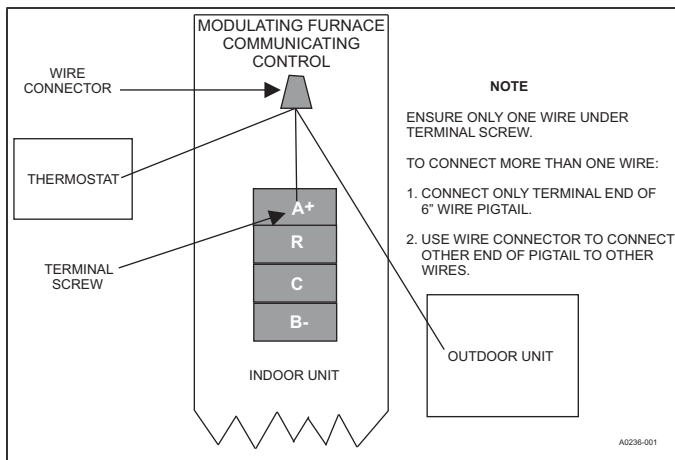 MODULATING FURNACE
COMMUNICATING
CONTROL
WIRE
CONNECTOR
THERMOSTAT
A+
R
C
B-
TERMINAL
SCREW
INDOOR UNIT
NOTE
ENSURE ONLY ONE WIRE UNDER
TERMINAL SCREW.
TO CONNECT MORE THAN ONE WIRE:
1. CONNECT ONLY TERMINAL END OF
6" WIRE PIGTAIL.
2. USE WIRE CONNECTOR TO CONNECT
OTHER END OF PIGTAIL TO OTHER
WIRES.
OUTDOOR UNIT
A0236-001